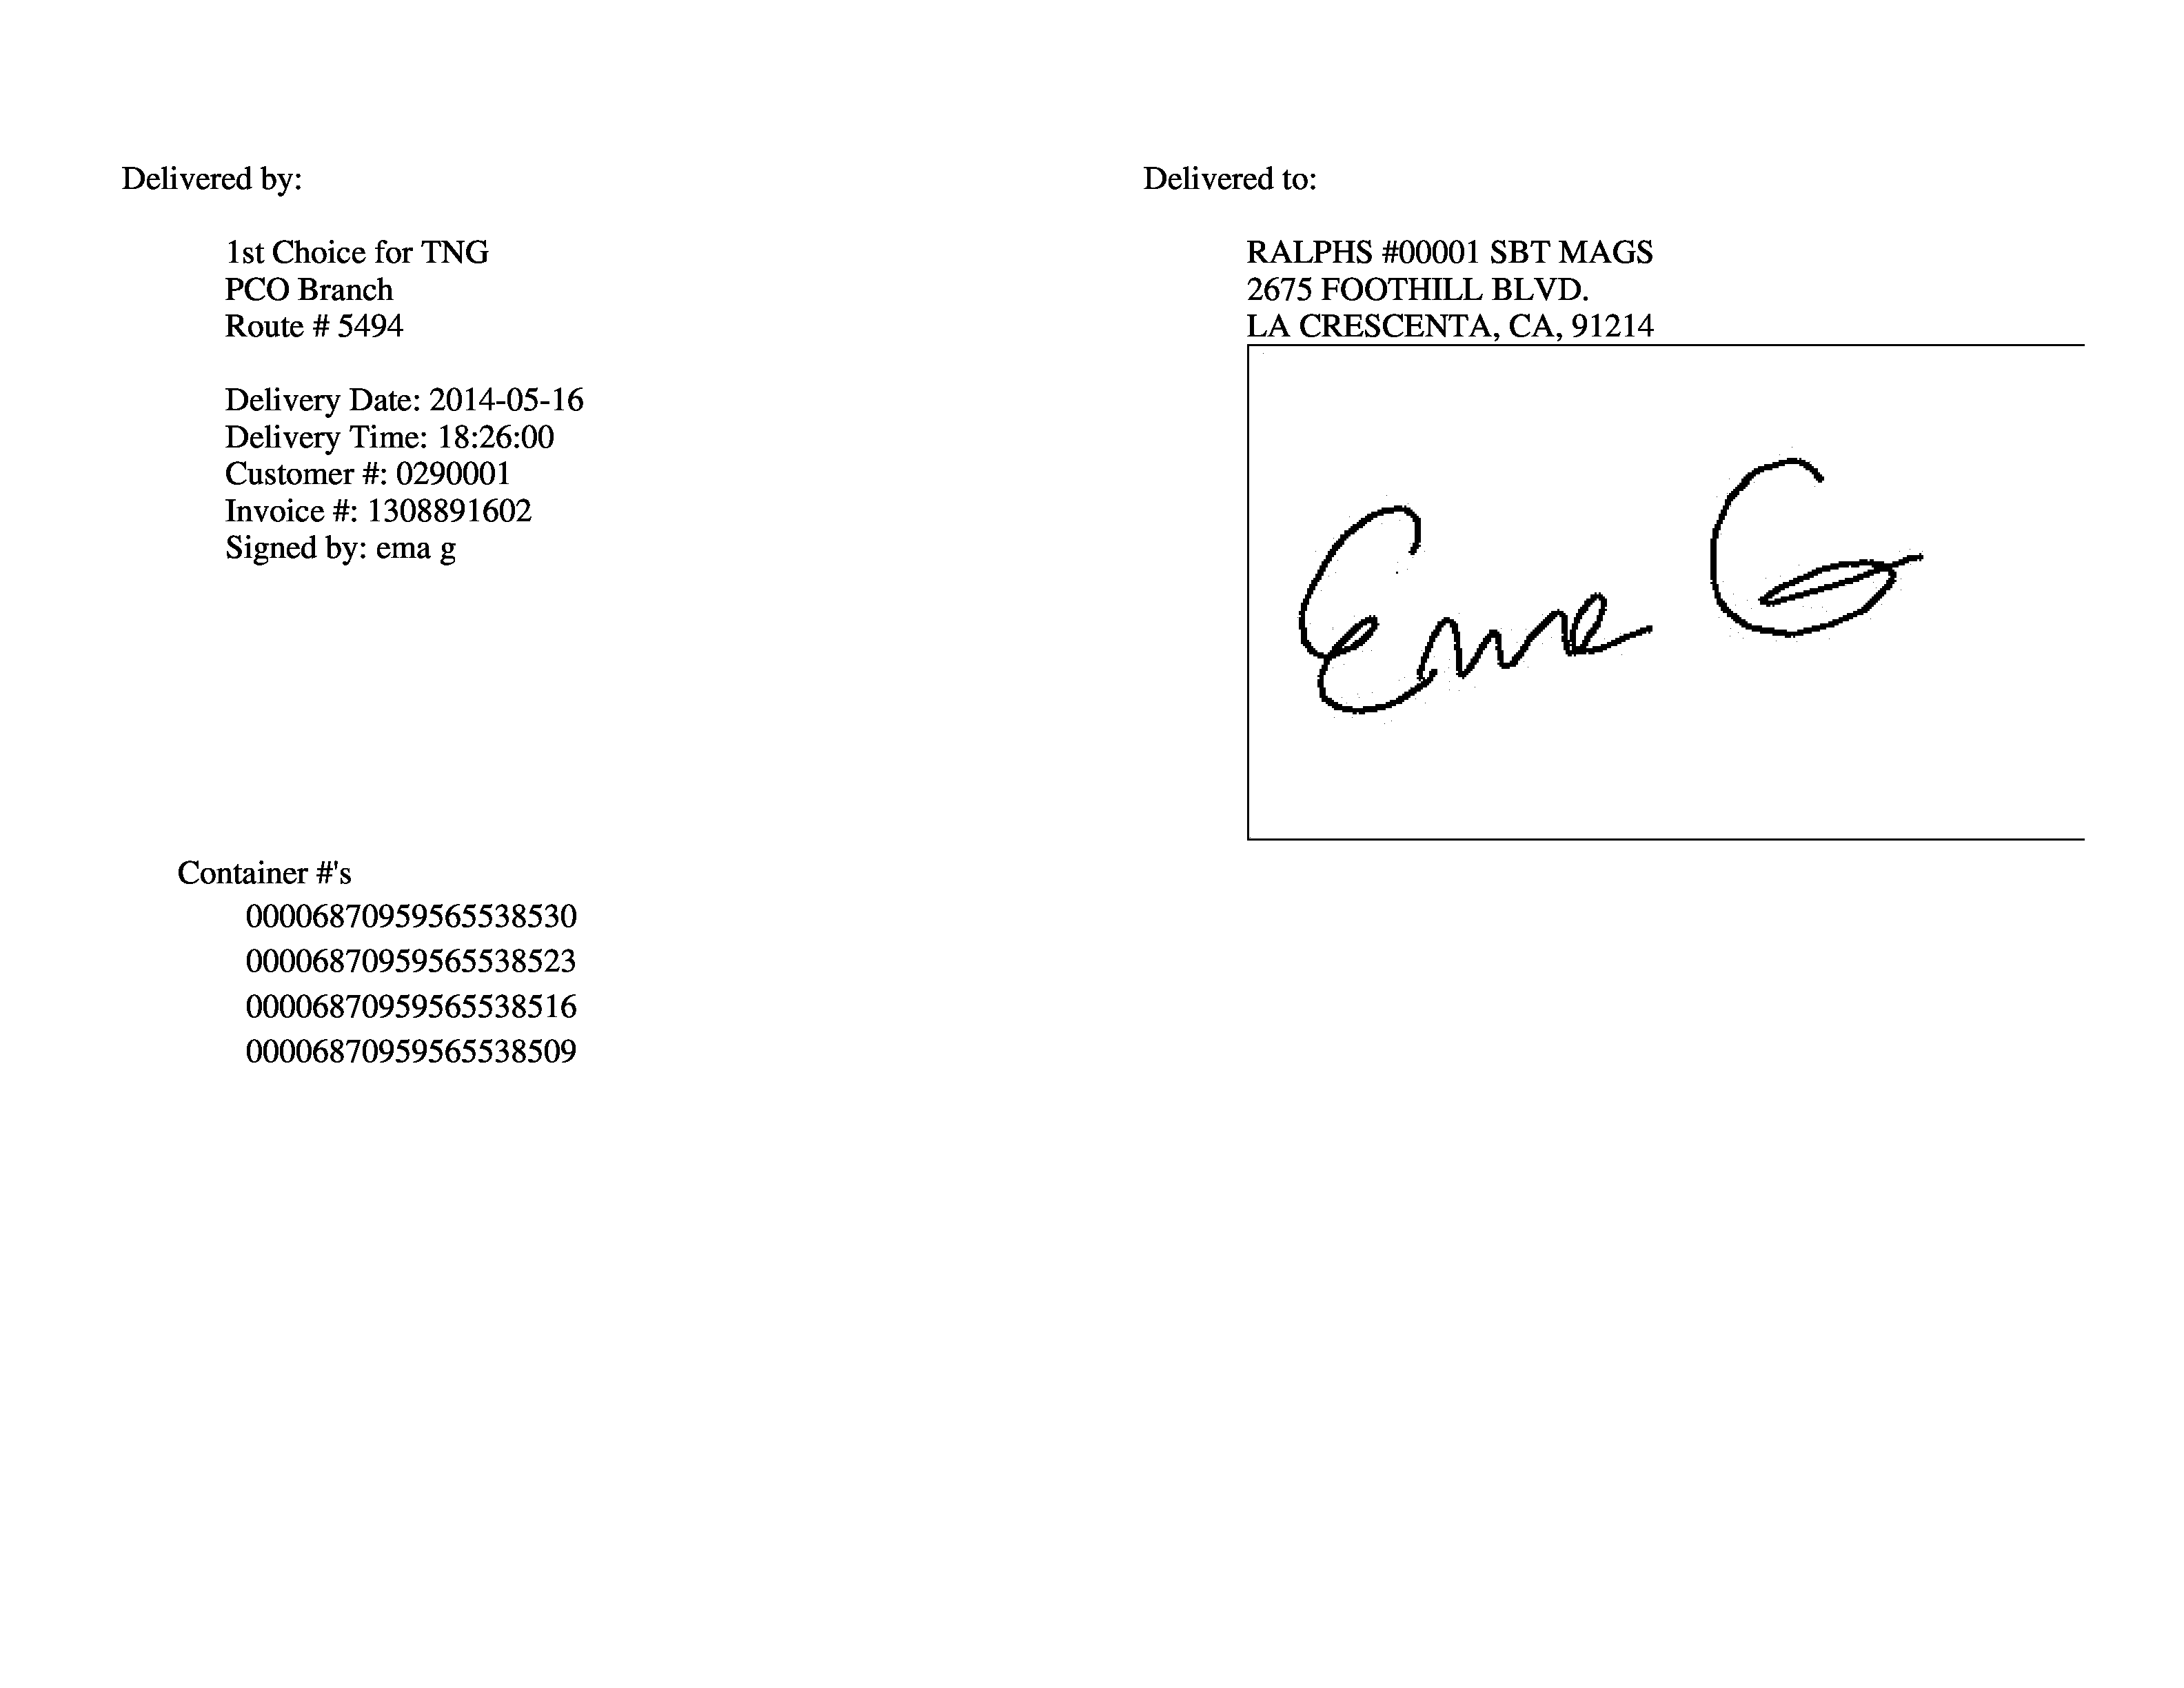 Delivered by:
1st Choice for TNG
PCO Branch
Route # 5494
Delivery Date: 2014-05-16
Delivery Time: 18:26:00
Customer #: 0290001
Invoice #: 1308891602
Signed by: ema g
Delivered to:
RALPHS #00001 SBT MAGS
2675 FOOTHILL BLVD.
LA CRESCENTA, CA, 91214
Ema G
Container #'s
00006870959565538530
00006870959565538523
00006870959565538516
00006870959565538509